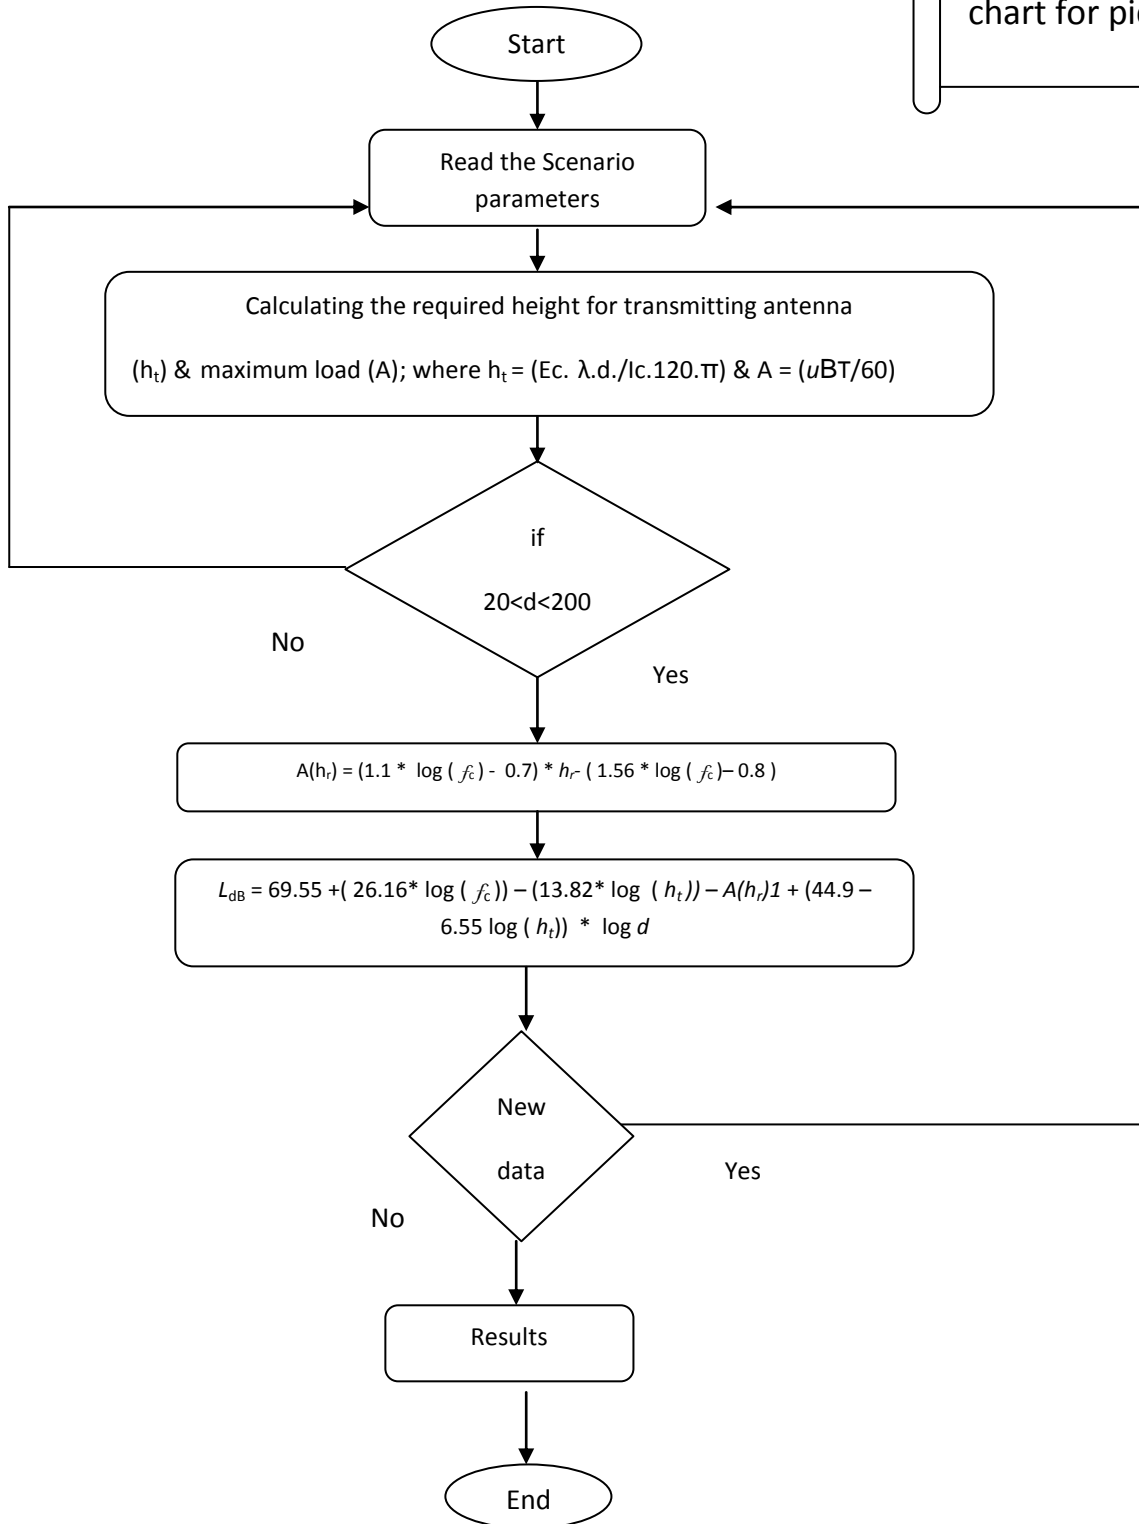 chart for pic
Start
Read the Scenario
parameters
Calculating the required height for transmitting antenna
(hₜ) & maximum load (A); where hₜ = (Ec. λ.d./Ic.120.π) & A = (uBT/60)
if
20<d<200
No
Yes
A(hᵣ) = (1.1 * log ( 𝑓c ) - 0.7) * hᵣ- ( 1.56 * log ( 𝑓c )– 0.8 )
LdB = 69.55 +( 26.16* log ( 𝑓c )) – (13.82* log ( hₜ)) – A(hᵣ)1 + (44.9 –
6.55 log ( hₜ)) * log d
New
data
Yes
No
Results
End